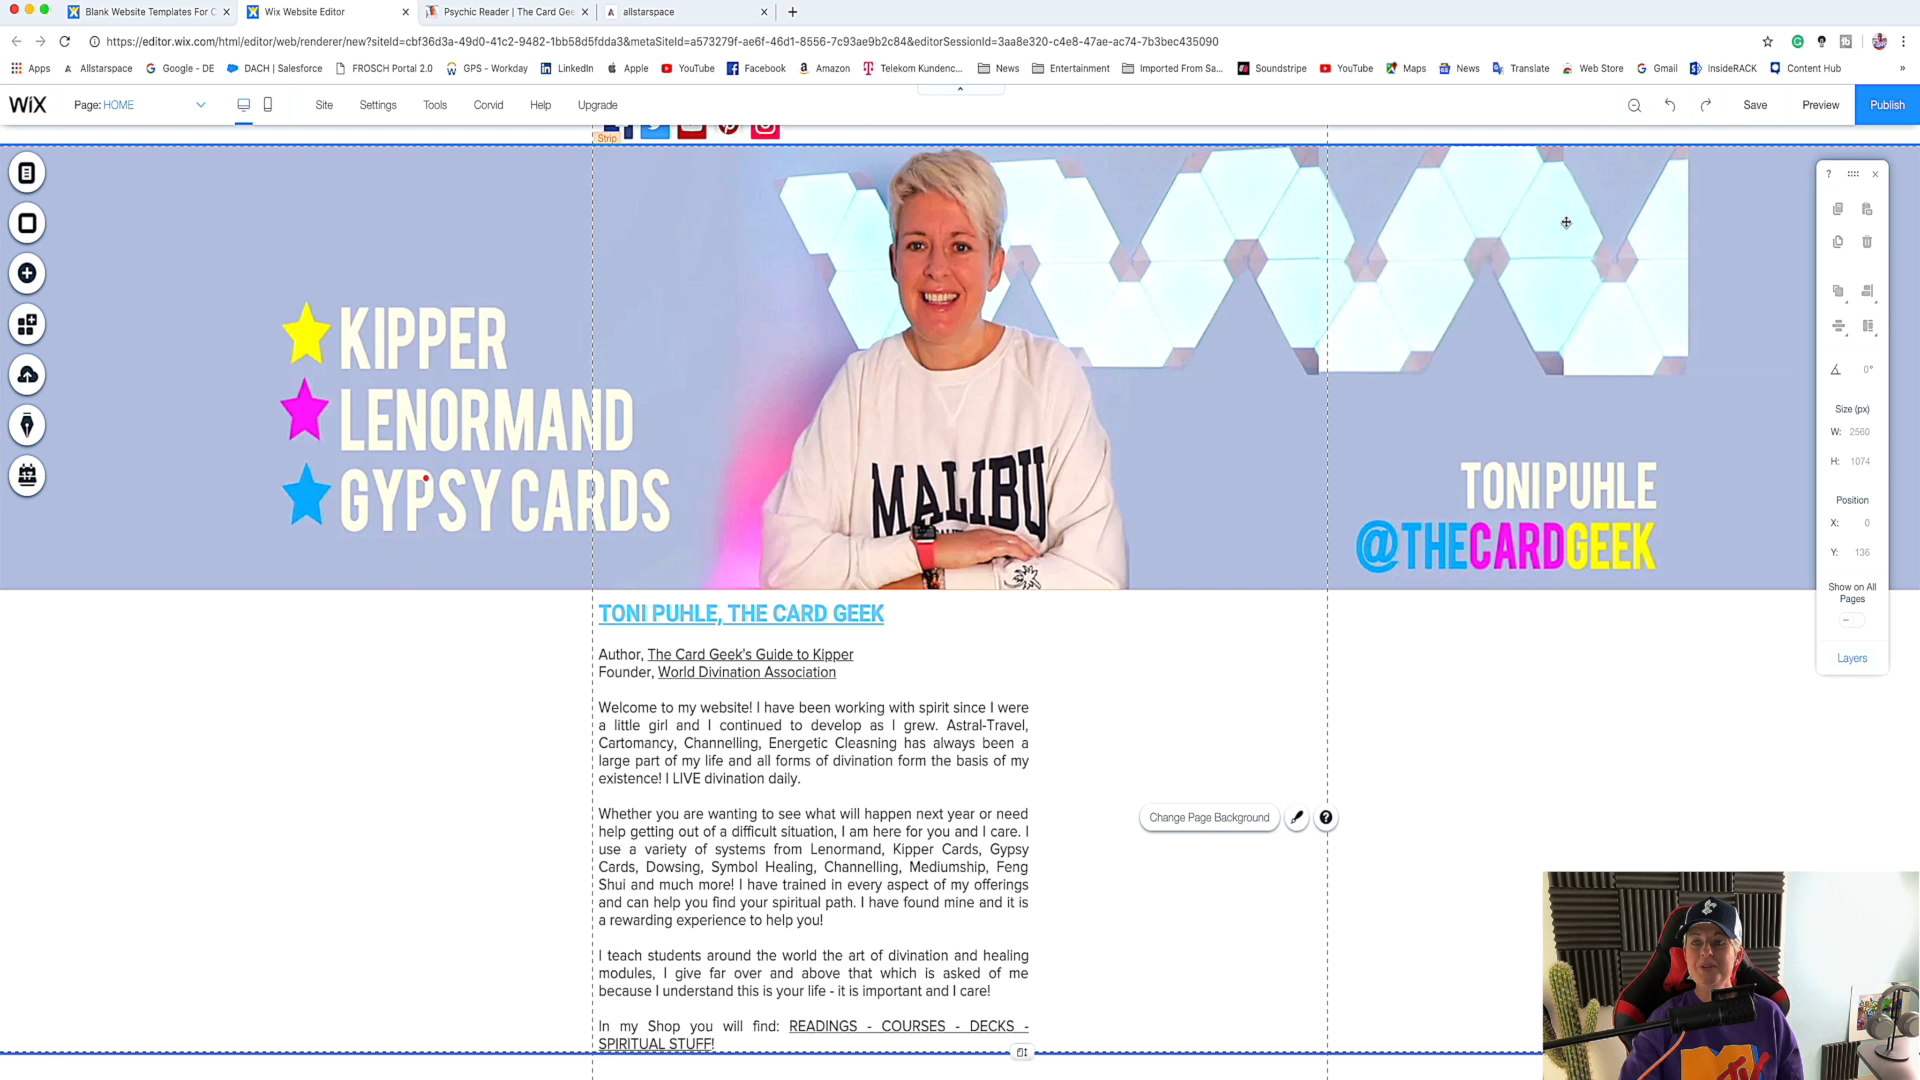 Blank Website Templates For C
Wix Website Editor
Psychic Reader | The Card Gee
allstarspace
https://editor.wix.com/html/editor/web/renderer/new?siteId=cbf36d3a-49d0-41c2-9482-1bb58d5fdda3&metaSiteId=a573279f-ae6f-46d1-8556-7c93ae9b2c84&editorSessionId=3aa8e320-c4e8-47ae-ac74-7b3bec435090
Apps Allstarspace Google - DE DACH | Salesforce FROSCH Portal 2.0 GPS - Workday LinkedIn Apple YouTube Facebook Amazon Telekom Kundenc... News Entertainment Imported From Sa... Soundstripe YouTube Maps News Translate Web Store Gmail InsideRACK Content Hub »
WiX Page: HOME Site Settings Tools Corvid Help Upgrade Save Preview Publish
Strip
KIPPER
LENORMAND
GYPSY CARDS
MALIBU
TONI PUHLE
@THECARDGEEK
?
0°
Size (px)
W: 2560
H: 1074
Position
X: 0
Y: 136
Show on All
Pages
Layers
TONI PUHLE, THE CARD GEEK
Author, The Card Geek's Guide to Kipper
Founder, World Divination Association
Welcome to my website! I have been working with spirit since I were
a little girl and I continued to develop as I grew. Astral-Travel,
Cartomancy, Channelling, Energetic Cleasning has always been a
large part of my life and all forms of divination form the basis of my
existence! I LIVE divination daily.
Whether you are wanting to see what will happen next year or need
help getting out of a difficult situation, I am here for you and I care. I
use a variety of systems from Lenormand, Kipper Cards, Gypsy
Cards, Dowsing, Symbol Healing, Channelling, Mediumship, Feng
Shui and much more! I have trained in every aspect of my offerings
and can help you find your spiritual path. I have found mine and it is
a rewarding experience to help you!
I teach students around the world the art of divination and healing
modules, I give far over and above that which is asked of me
because I understand this is your life - it is important and I care!
In my Shop you will find: READINGS - COURSES - DECKS -
SPIRITUAL STUFF!
Change Page Background
?